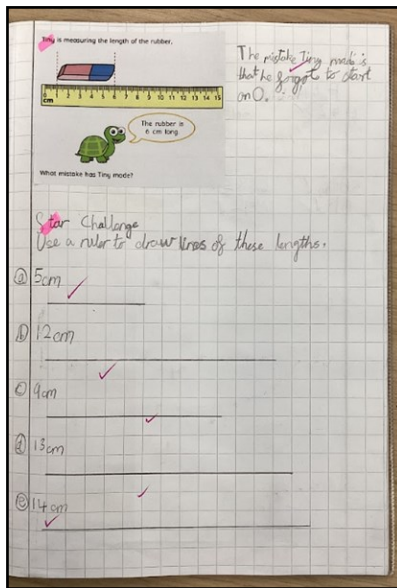 Tiny is measuring the length of the rubber.
0 1 2 3 4 5 6 7 8 9 10 11 12 13 14 15
cm
The rubber is
6 cm long.
What mistake has Tiny made?
The mistake Tiny made is
that he forgot to start
on 0.
Star Challenge
Use a ruler to draw lines of these lengths.
a 5cm
b 12cm
c 9cm
d 13cm
e 14cm